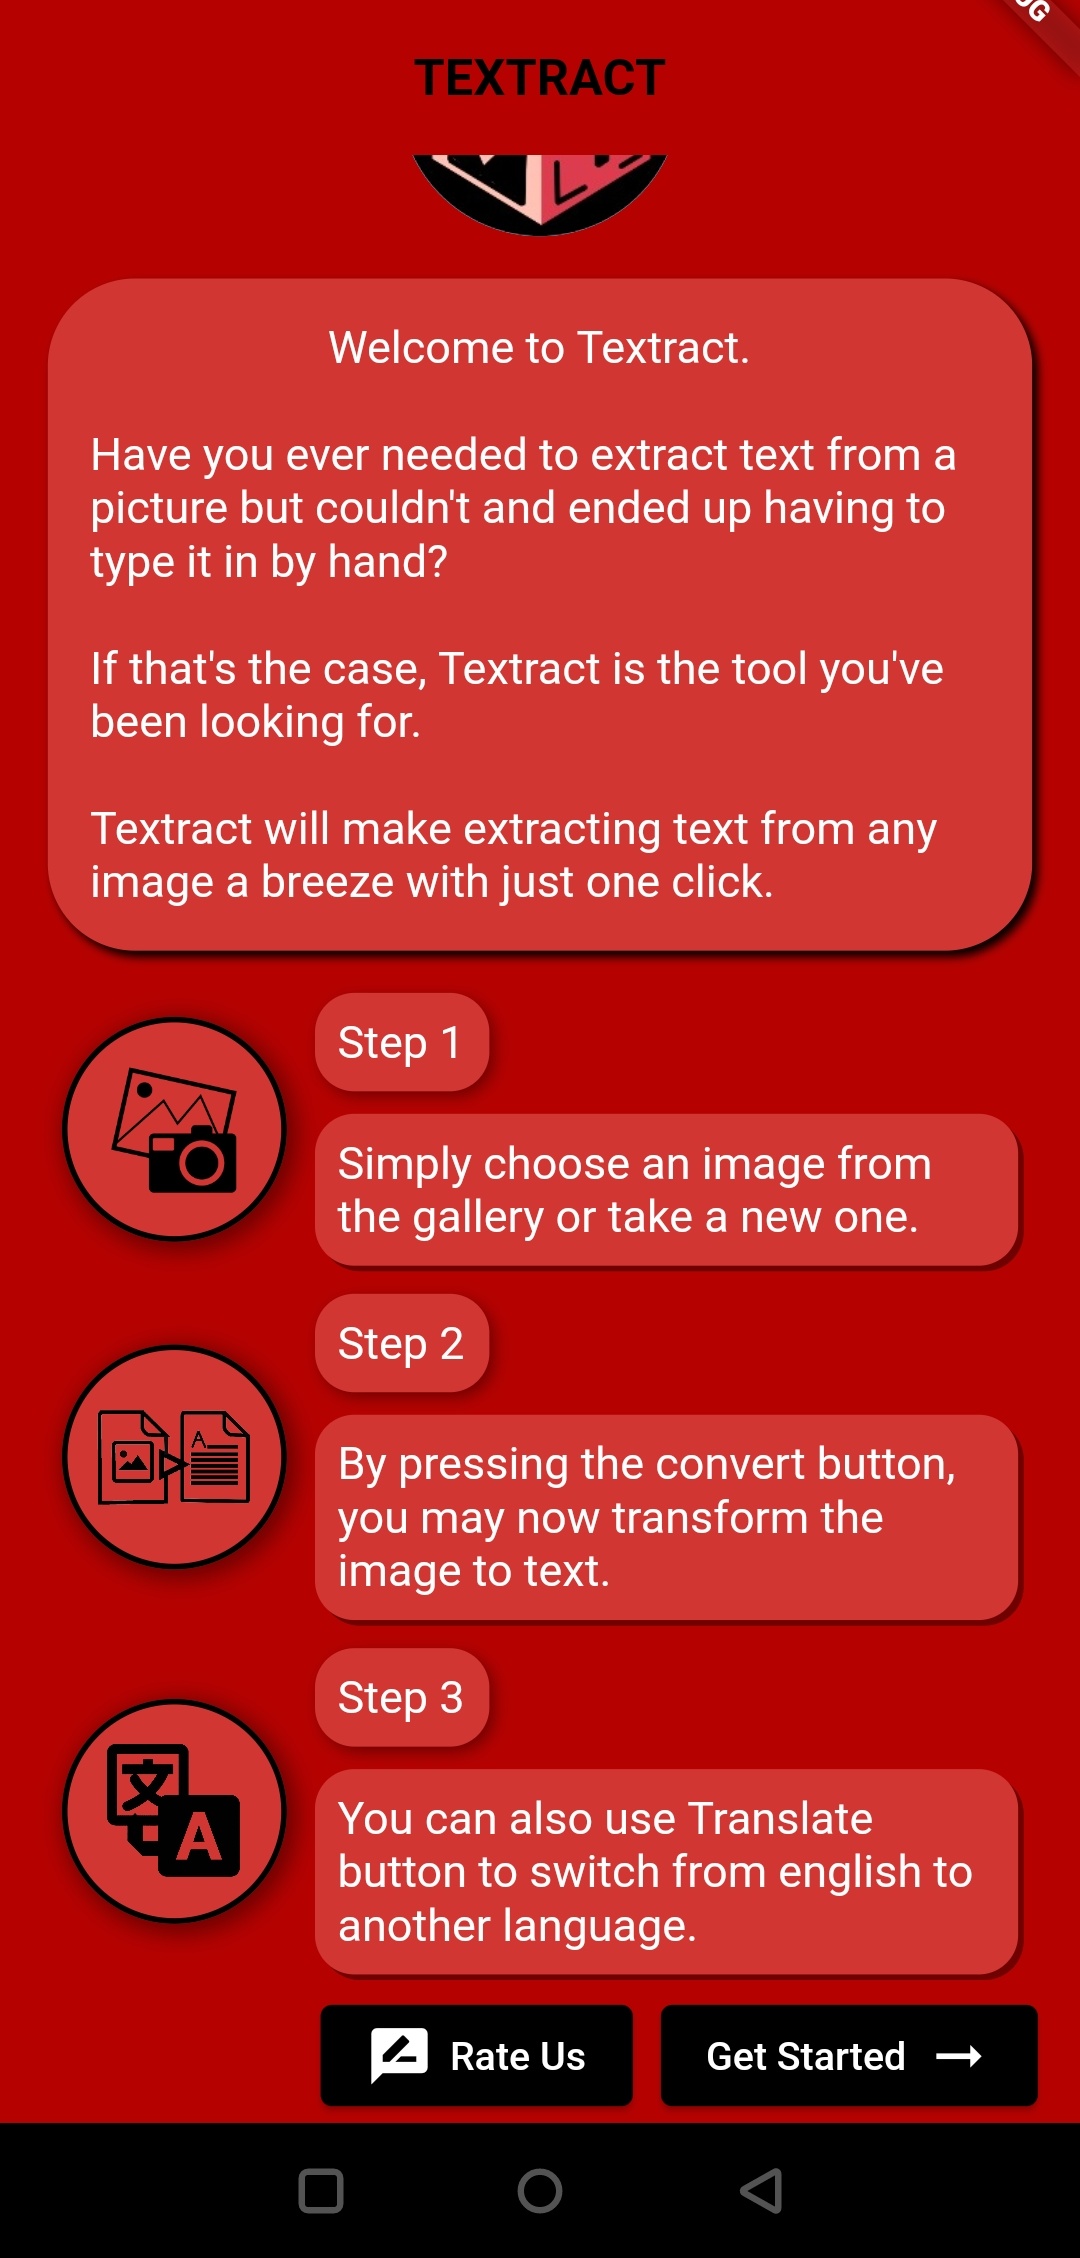 TEXTRACT
Welcome to Textract.
Have you ever needed to extract text from a
picture but couldn't and ended up having to
type it in by hand?
If that's the case, Textract is the tool you've
been looking for.
Textract will make extracting text from any
image a breeze with just one click.
Step 1
Simply choose an image from
the gallery or take a new one.
Step 2
A
By pressing the convert button,
you may now transform the
image to text.
Step 3
文
A
You can also use Translate
button to switch from english to
another language.
Rate Us
Get Started →